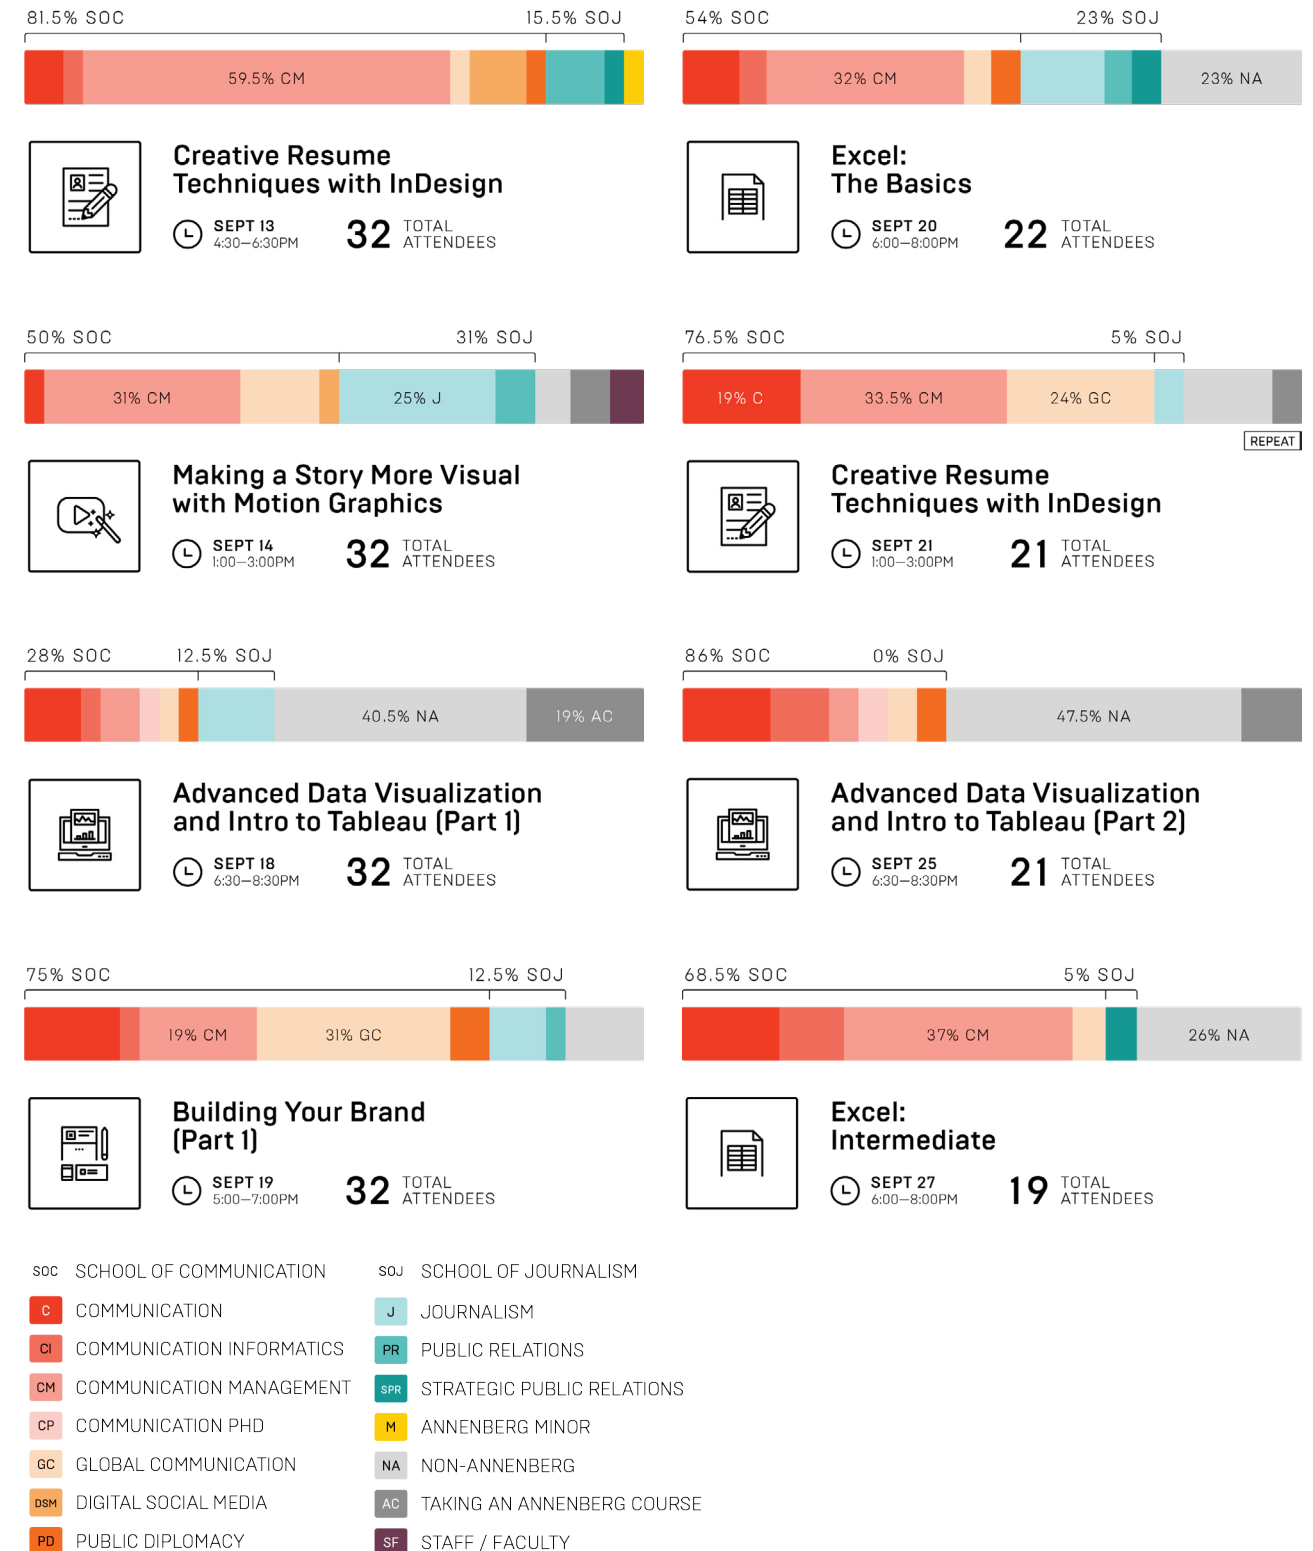 81.5% SOC 15.5% SOJ
59.5% CM
Creative Resume
Techniques with InDesign
SEPT 13
4:30—6:30PM
32 TOTAL
ATTENDEES
54% SOC 23% SOJ
32% CM 23% NA
Excel:
The Basics
SEPT 20
6:00—8:00PM
22 TOTAL
ATTENDEES
50% SOC 31% SOJ
31% CM 25% J
Making a Story More Visual
with Motion Graphics
SEPT 14
1:00—3:00PM
32 TOTAL
ATTENDEES
76.5% SOC 5% SOJ
19% C 33.5% CM 24% GC
REPEAT
Creative Resume
Techniques with InDesign
SEPT 21
1:00—3:00PM
21 TOTAL
ATTENDEES
28% SOC 12.5% SOJ
40.5% NA 19% AC
Advanced Data Visualization
and Intro to Tableau (Part 1)
SEPT 18
6:30—8:30PM
32 TOTAL
ATTENDEES
86% SOC 0% SOJ
47.5% NA
Advanced Data Visualization
and Intro to Tableau (Part 2)
SEPT 25
6:30—8:30PM
21 TOTAL
ATTENDEES
75% SOC 12.5% SOJ
19% CM 31% GC
Building Your Brand
(Part 1)
SEPT 19
5:00—7:00PM
32 TOTAL
ATTENDEES
68.5% SOC 5% SOJ
37% CM 26% NA
Excel:
Intermediate
SEPT 27
6:00—8:00PM
19 TOTAL
ATTENDEES
SOC SCHOOL OF COMMUNICATION
C COMMUNICATION
CI COMMUNICATION INFORMATICS
CM COMMUNICATION MANAGEMENT
CP COMMUNICATION PHD
GC GLOBAL COMMUNICATION
DSM DIGITAL SOCIAL MEDIA
PD PUBLIC DIPLOMACY
SOJ SCHOOL OF JOURNALISM
J JOURNALISM
PR PUBLIC RELATIONS
SPR STRATEGIC PUBLIC RELATIONS
M ANNENBERG MINOR
NA NON-ANNENBERG
AC TAKING AN ANNENBERG COURSE
SF STAFF / FACULTY